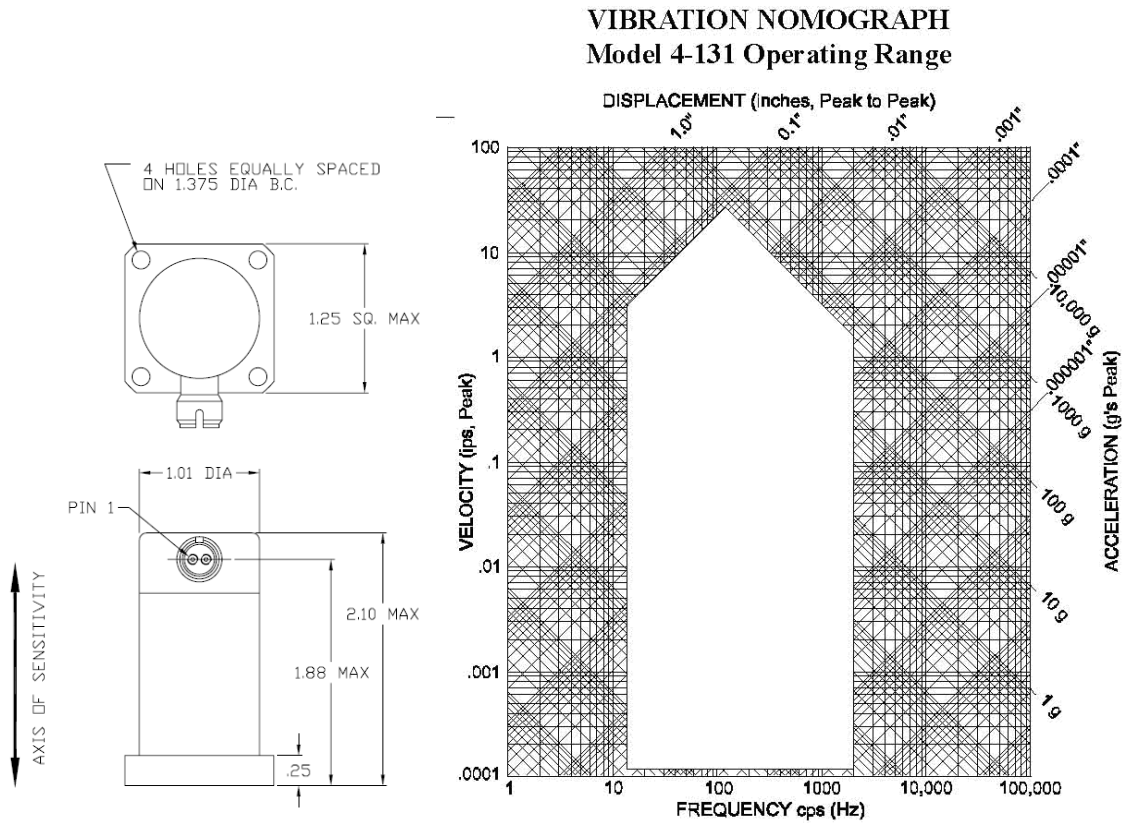 VIBRATION NOMOGRAPH
Model 4-131 Operating Range
DISPLACEMENT (inches, Peak to Peak)
1.0"
0.1"
.01"
.001"
.0001"
.00001"
.000001"
10,000 g
1000 g
100 g
10 g
1 g
ACCELERATION (g's Peak)
100
10
1
.1
.01
.001
.0001
VELOCITY (ips, Peak)
1
10
100
1000
10,000
100,000
FREQUENCY cps (Hz)
4 HOLES EQUALLY SPACED
ON 1.375 DIA B.C.
1.25 SQ. MAX
1.01 DIA
PIN 1
2.10 MAX
1.88 MAX
.25
AXIS OF SENSITIVITY